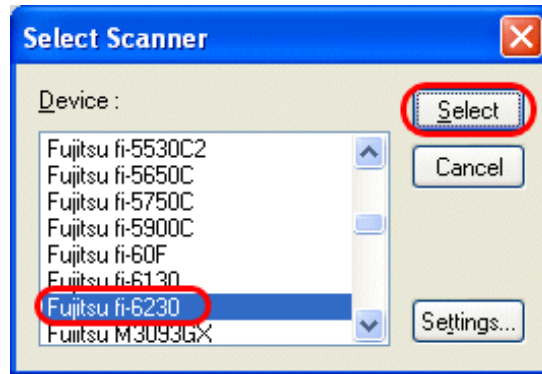 Select Scanner
Device :
Fujitsu fi-5530C2
Fujitsu fi-5650C
Fujitsu fi-5750C
Fujitsu fi-5900C
Fujitsu fi-60F
Fujitsu fi-6130
Fujitsu fi-6230
Fujitsu M3093GX
Select
Cancel
Settings...